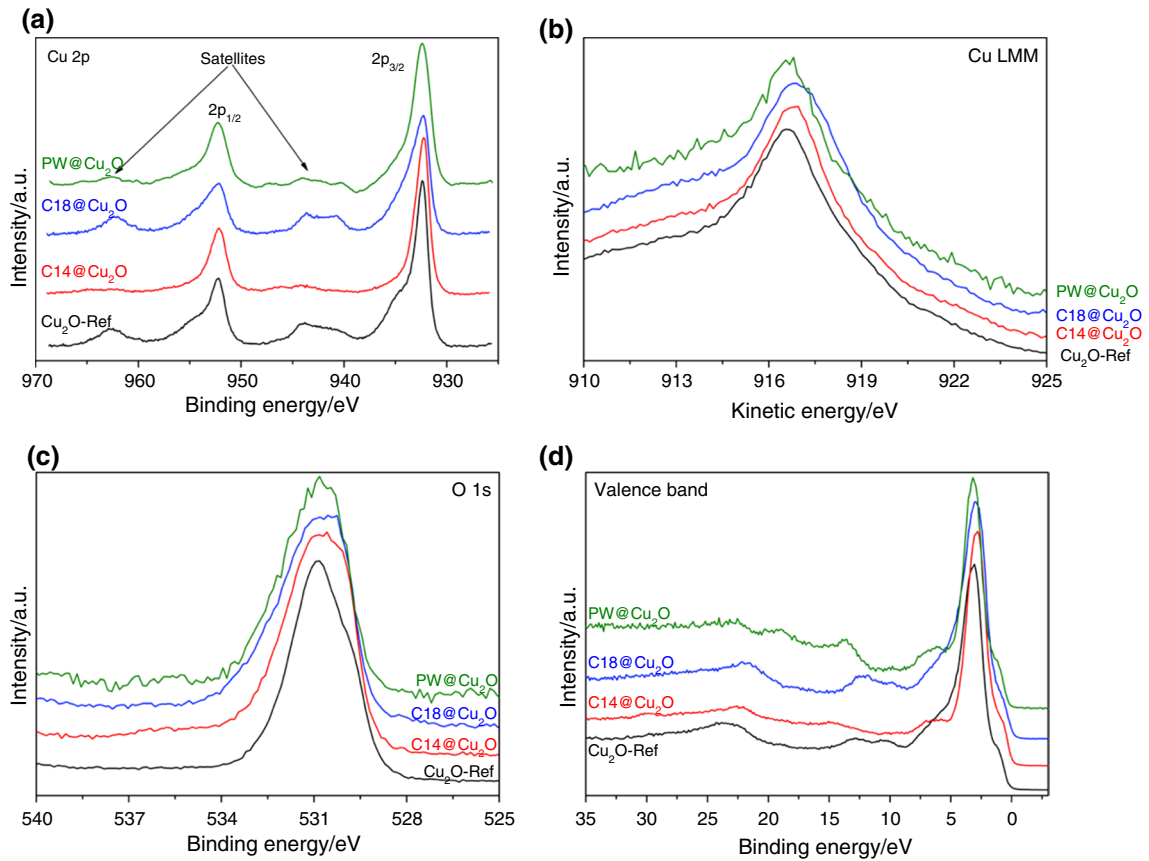 (a)
Cu 2p
Satellites
2p3/2
2p1/2
PW@Cu2O
C18@Cu2O
C14@Cu2O
Cu2O-Ref
Intensity/a.u.
970 960 950 940 930
Binding energy/eV
(b)
Cu LMM
Intensity/a.u.
PW@Cu2O
C18@Cu2O
C14@Cu2O
Cu2O-Ref
910 913 916 919 922 925
Kinetic energy/eV
(c)
O 1s
Intensity/a.u.
PW@Cu2O
C18@Cu2O
C14@Cu2O
Cu2O-Ref
540 537 534 531 528 525
Binding energy/eV
(d)
Valence band
Intensity/a.u.
PW@Cu2O
C18@Cu2O
C14@Cu2O
Cu2O-Ref
35 30 25 20 15 10 5 0
Binding energy/eV